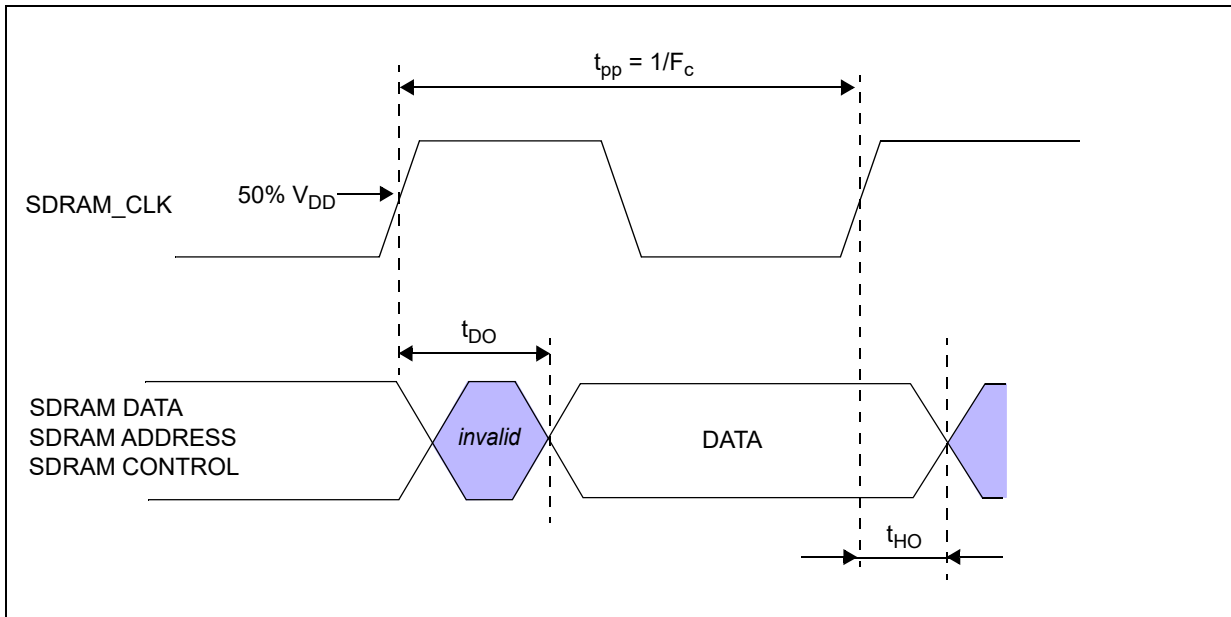 t_pp = 1/F_c
50% V_DD
SDRAM_CLK
t_DO
SDRAM DATA
SDRAM ADDRESS
SDRAM CONTROL
invalid
DATA
t_HO